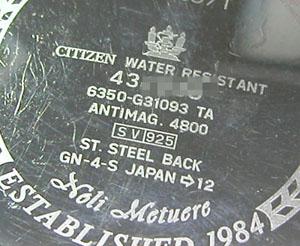 CITIZEN WATER RESISTANT
43
6350-G31093 TA
ANTIMAG. 4800
SV 925
ST. STEEL BACK
GN-4-S JAPAN ⇨12
Noli Metuere
ESTABLISHED 1984